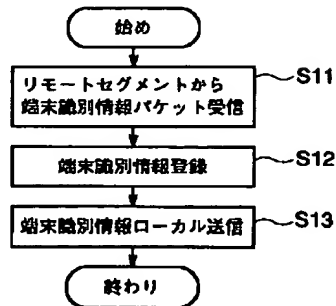 始め
リモートセグメントから
端末識別情報パケット受信
S11
端末識別情報登録
S12
端末識別情報ローカル送信
S13
終わり